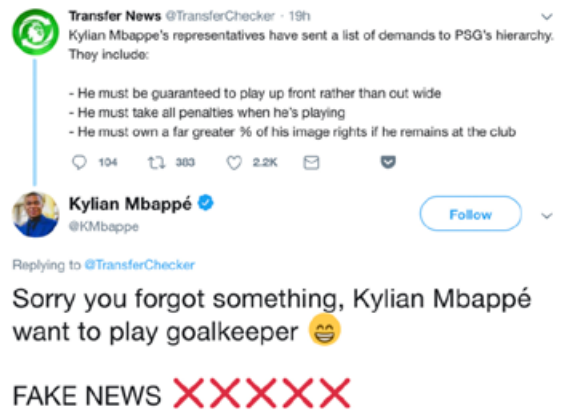 Transfer News @TransferChecker · 19h
Kylian Mbappe's representatives have sent a list of demands to PSG's hierarchy.
They include:
- He must be guaranteed to play up front rather than out wide
- He must take all penalties when he's playing
- He must own a far greater % of his image rights if he remains at the club
104 383 2.2K
Kylian Mbappé
@KMbappe
Follow
Replying to @TransferChecker
Sorry you forgot something, Kylian Mbappé
want to play goalkeeper 😁
FAKE NEWS ❌❌❌❌❌